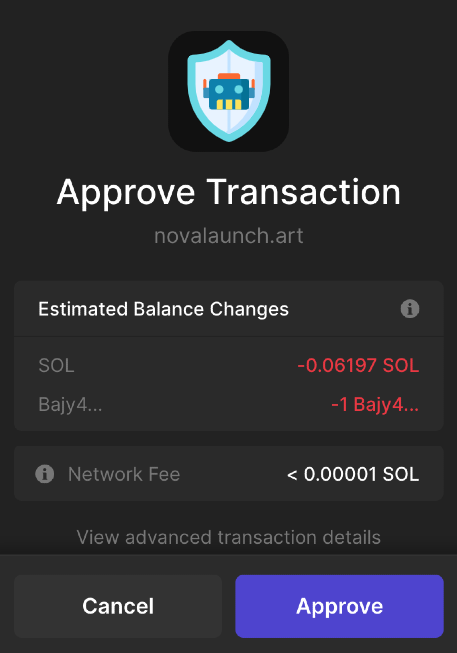 Approve Transaction
novalaunch.art
Estimated Balance Changes
SOL -0.06197 SOL
Bajy4... -1 Bajy4...
Network Fee < 0.00001 SOL
View advanced transaction details
Cancel Approve